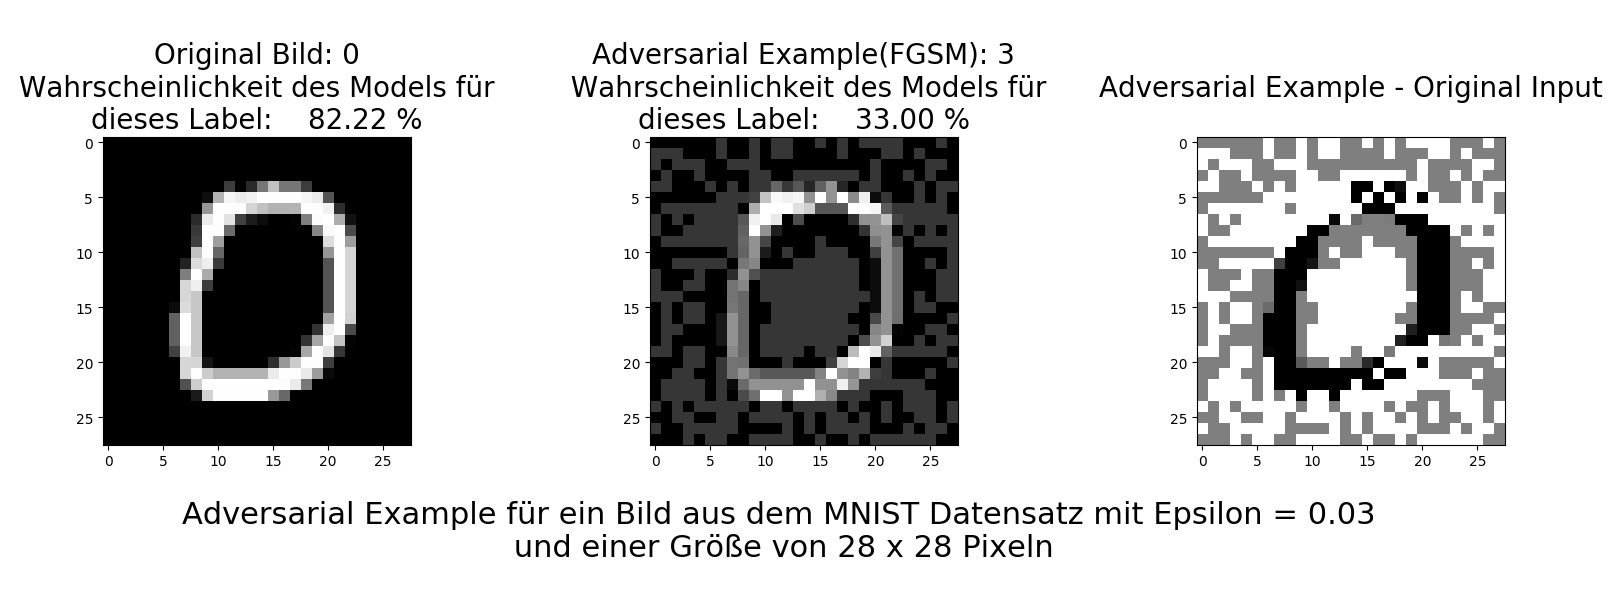 Original Bild: 0
Wahrscheinlichkeit des Models für
dieses Label: 82.22 %
0
5
10
15
20
25
0 5 10 15 20 25
Adversarial Example(FGSM): 3
Wahrscheinlichkeit des Models für
dieses Label: 33.00 %
0
5
10
15
20
25
0 5 10 15 20 25
Adversarial Example - Original Input
0
5
10
15
20
25
0 5 10 15 20 25
Adversarial Example für ein Bild aus dem MNIST Datensatz mit Epsilon = 0.03
und einer Größe von 28 x 28 Pixeln